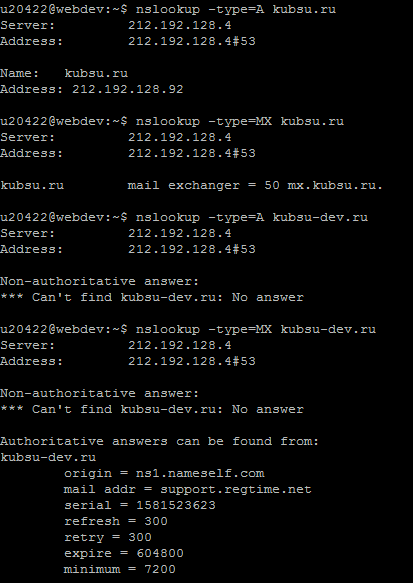 u20422@webdev:~$ nslookup -type=A kubsu.ru
Server:         212.192.128.4
Address:        212.192.128.4#53
Name:   kubsu.ru
Address: 212.192.128.92
u20422@webdev:~$ nslookup -type=MX kubsu.ru
Server:         212.192.128.4
Address:        212.192.128.4#53
kubsu.ru        mail exchanger = 50 mx.kubsu.ru.
u20422@webdev:~$ nslookup -type=A kubsu-dev.ru
Server:         212.192.128.4
Address:        212.192.128.4#53
Non-authoritative answer:
*** Can't find kubsu-dev.ru: No answer
u20422@webdev:~$ nslookup -type=MX kubsu-dev.ru
Server:         212.192.128.4
Address:        212.192.128.4#53
Non-authoritative answer:
*** Can't find kubsu-dev.ru: No answer
Authoritative answers can be found from:
kubsu-dev.ru
        origin = ns1.nameself.com
        mail addr = support.regtime.net
        serial = 1581523623
        refresh = 300
        retry = 300
        expire = 604800
        minimum = 7200